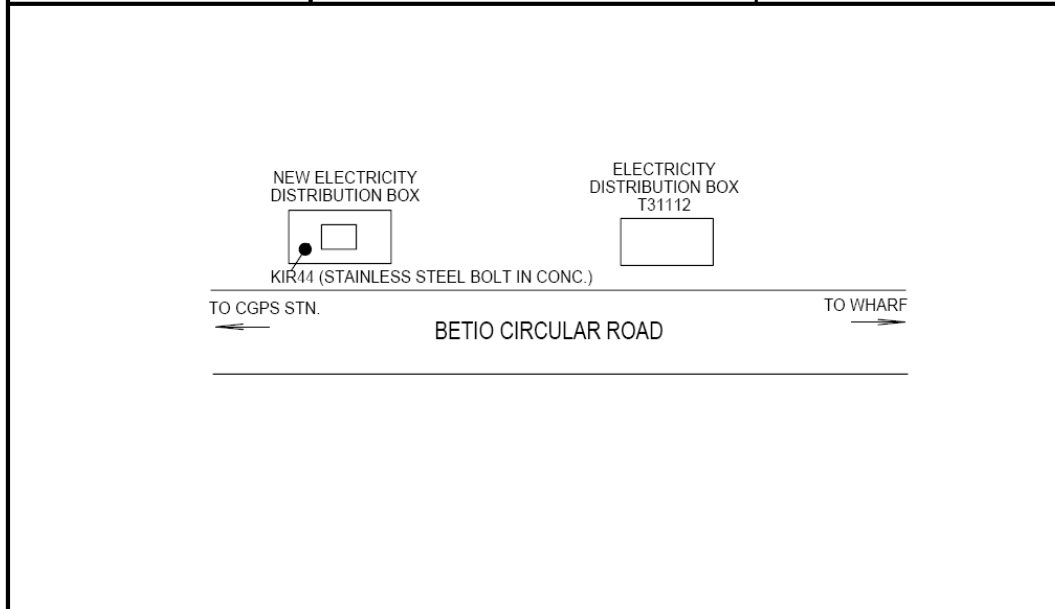 NEW ELECTRICITY
DISTRIBUTION BOX
ELECTRICITY
DISTRIBUTION BOX
T31112
KIR44 (STAINLESS STEEL BOLT IN CONC.)
TO CGPS STN.
TO WHARF
BETIO CIRCULAR ROAD